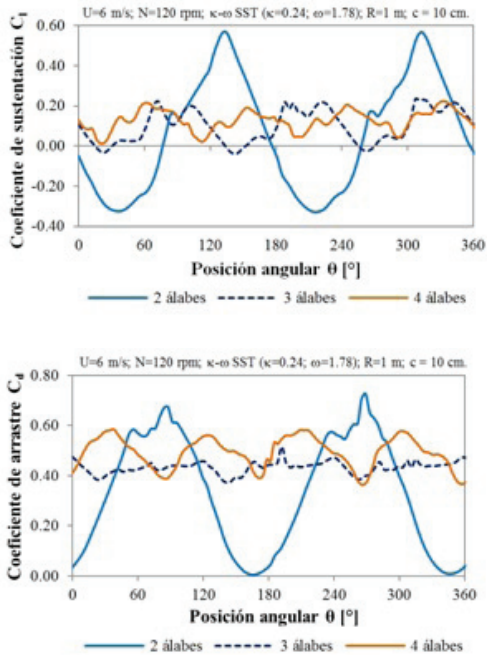 U=6 m/s; N=120 rpm; κ-ω SST (κ=0.24; ω=1.78); R=1 m; c = 10 cm.
Coeficiente de sustentación Cl
0.60
0.40
0.20
0.00
-0.20
-0.40
0 60 120 180 240 300 360
Posición angular θ [°]
2 álabes 3 álabes 4 álabes
U=6 m/s; N=120 rpm; κ-ω SST (κ=0.24; ω=1.78); R=1 m; c = 10 cm.
Coeficiente de arrastre Cd
0.80
0.60
0.40
0.20
0.00
0 60 120 180 240 300 360
Posición angular θ [°]
2 álabes 3 álabes 4 álabes